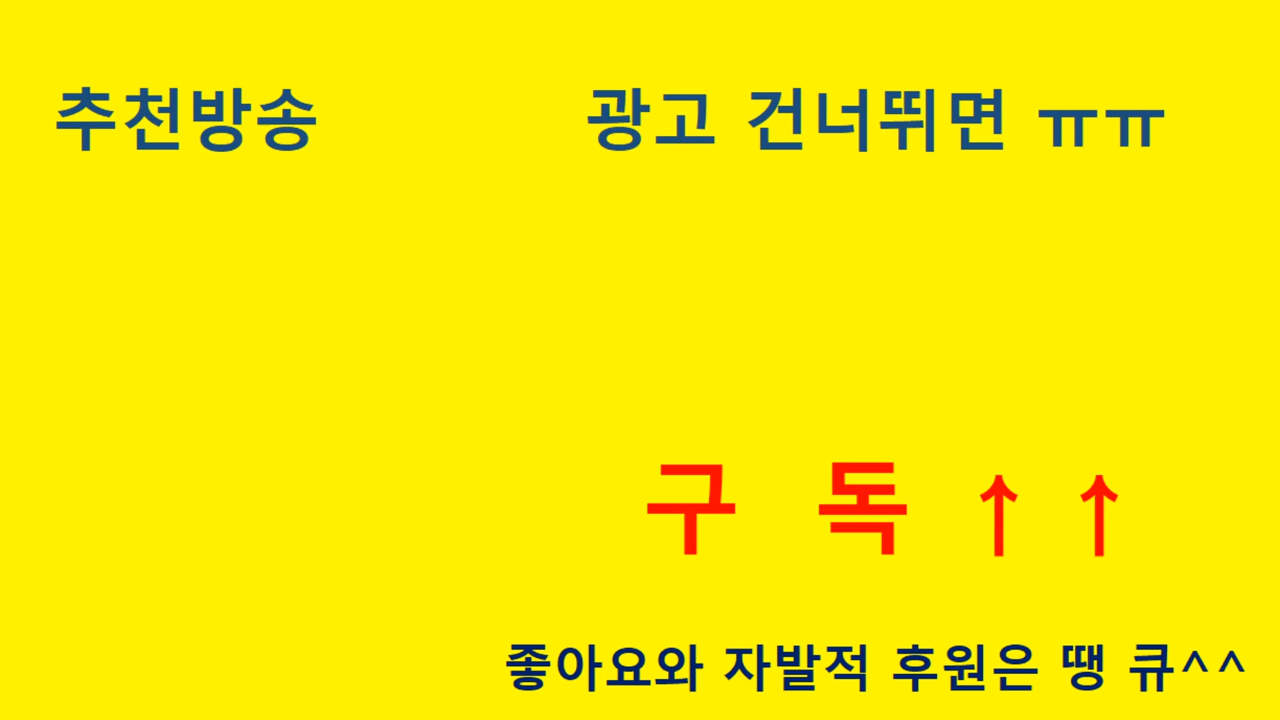 추천방송 광고 건너뛰면 ㅠㅠ
구 독 ↑ ↑
좋아요와 자발적 후원은 땡 큐^^